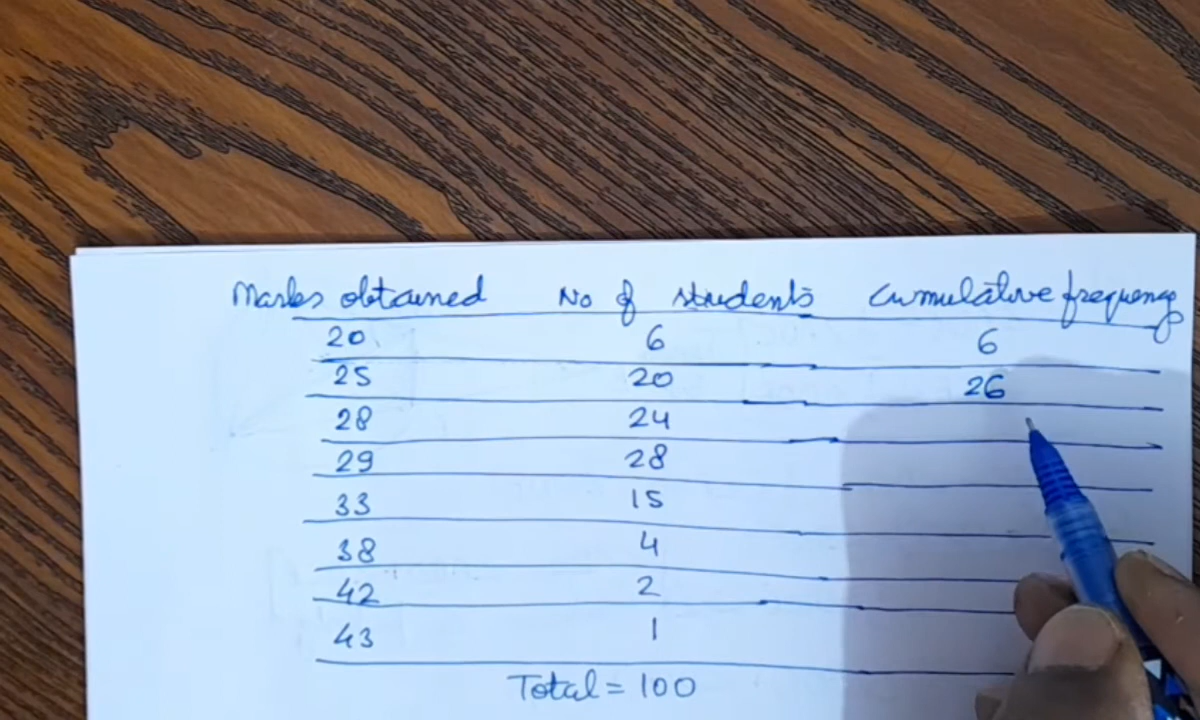 Marks obtained No of students Cumulative frequency
20 6 6
25 20 26
28 24
29 28
33 15
38 4
42 2
43 1
Total = 100